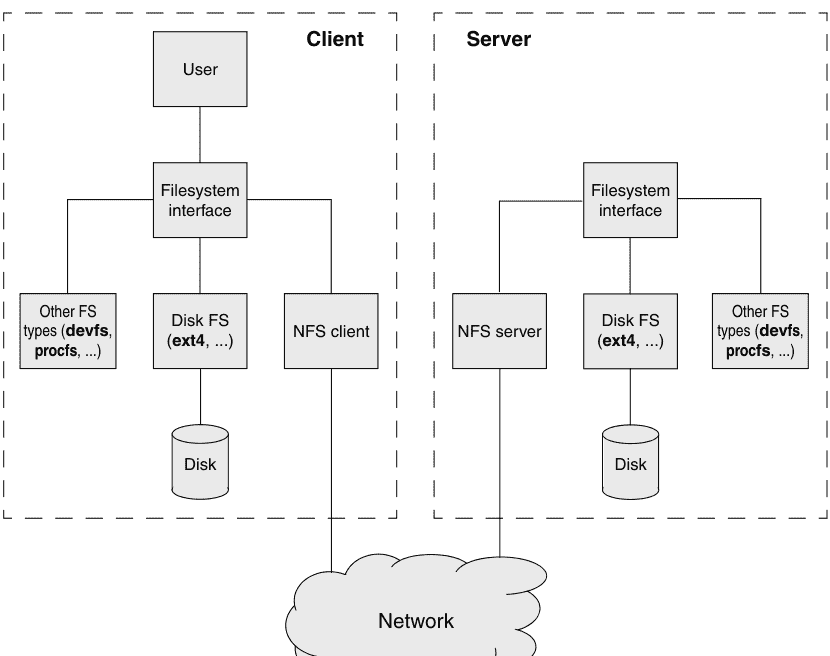 Client
Server
User
Filesystem
interface
Filesystem
interface
Other FS
types (devfs,
procfs, ...)
Disk FS
(ext4, ...)
NFS client
NFS server
Disk FS
(ext4, ...)
Other FS
types (devfs,
procfs, ...)
Disk
Disk
Network